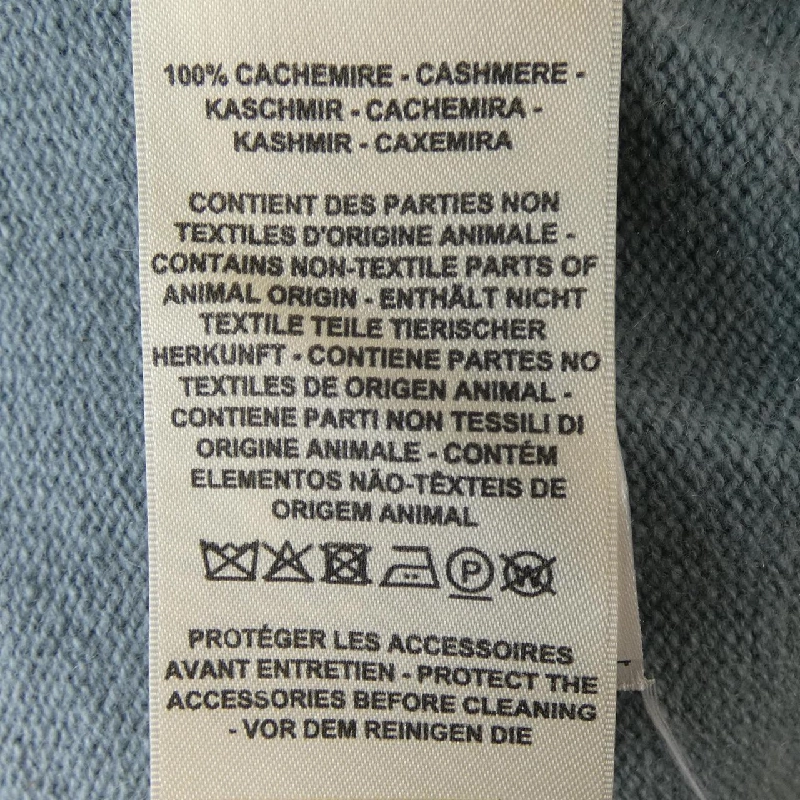 100% CACHEMIRE - CASHMERE -
KASCHMIR - CACHEMIRA -
KASHMIR - CAXEMIRA
CONTIENT DES PARTIES NON
TEXTILES D'ORIGINE ANIMALE -
CONTAINS NON-TEXTILE PARTS OF
ANIMAL ORIGIN - ENTHÄLT NICHT
TEXTILE TEILE TIERISCHER
HERKUNFT - CONTIENE PARTES NO
TEXTILES DE ORIGEN ANIMAL -
CONTIENE PARTI NON TESSILI DI
ORIGINE ANIMALE - CONTÉM
ELEMENTOS NÃO-TÊXTEIS DE
ORIGEM ANIMAL
P W
PROTÉGER LES ACCESSOIRES
AVANT ENTRETIEN - PROTECT THE
ACCESSORIES BEFORE CLEANING
- VOR DEM REINIGEN DIE